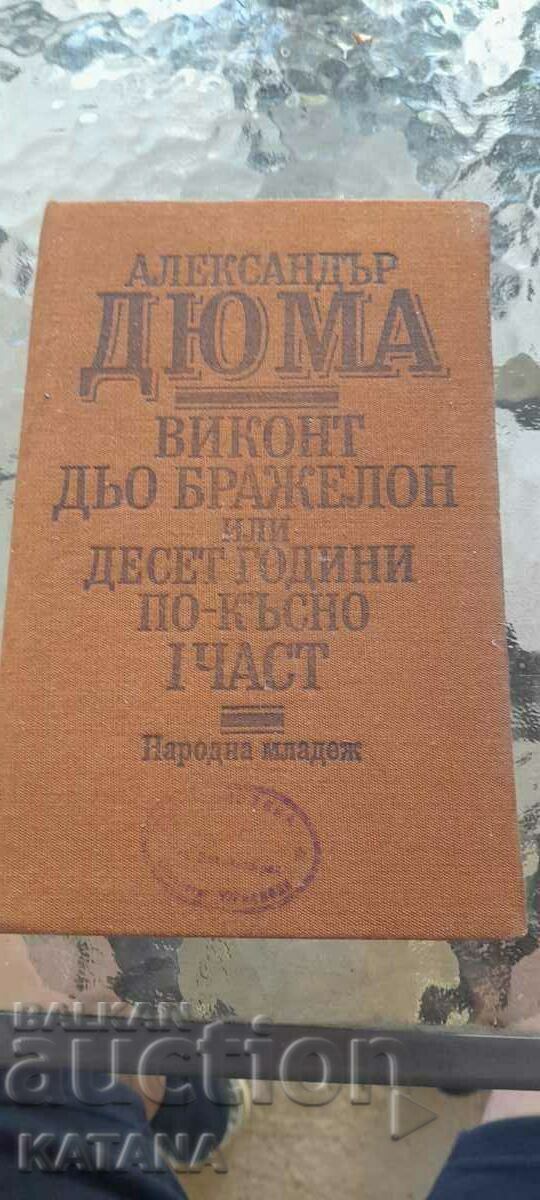 АЛЕКСАНДЪР
ДЮМА
ВИКОНТ
ДЬО БРАЖЕЛОН
ИЛИ
ДЕСЕТ ГОДИНИ
ПО-КЪСНО
I ЧАСТ
Народна младеж
BALKAN
auction
KATANA